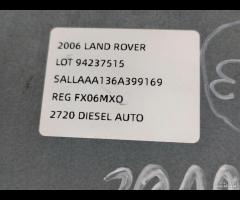 2006 LAND ROVER
LOT 94237515
SALLAAA136A399169
REG FX06MXO
2720 DIESEL AUTO